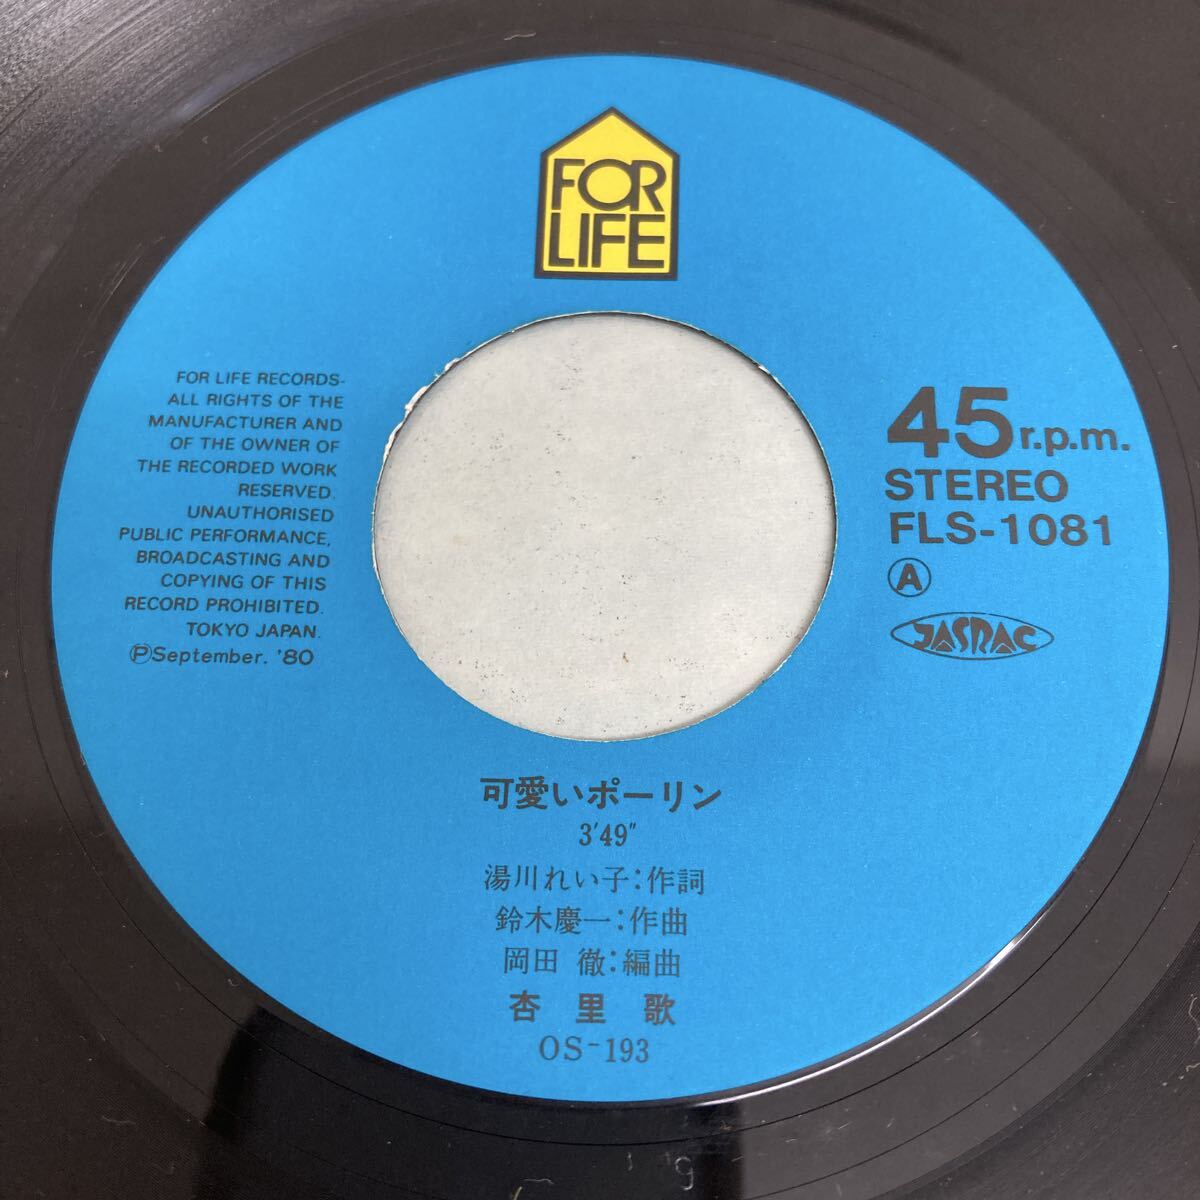 FOR
LIFE
FOR LIFE RECORDS-
ALL RIGHTS OF THE
MANUFACTURER AND
OF THE OWNER OF
THE RECORDED WORK
RESERVED.
UNAUTHORISED
PUBLIC PERFORMANCE,
BROADCASTING AND
COPYING OF THIS
RECORD PROHIBITED.
TOKYO JAPAN.
ⓅSeptember. '80
45r.p.m.
STEREO
FLS-1081
Ⓐ
JASRAC
可愛いポーリン
3'49"
湯川れい子:作詞
鈴木慶一:作曲
岡田 徹:編曲
杏里歌
OS-193